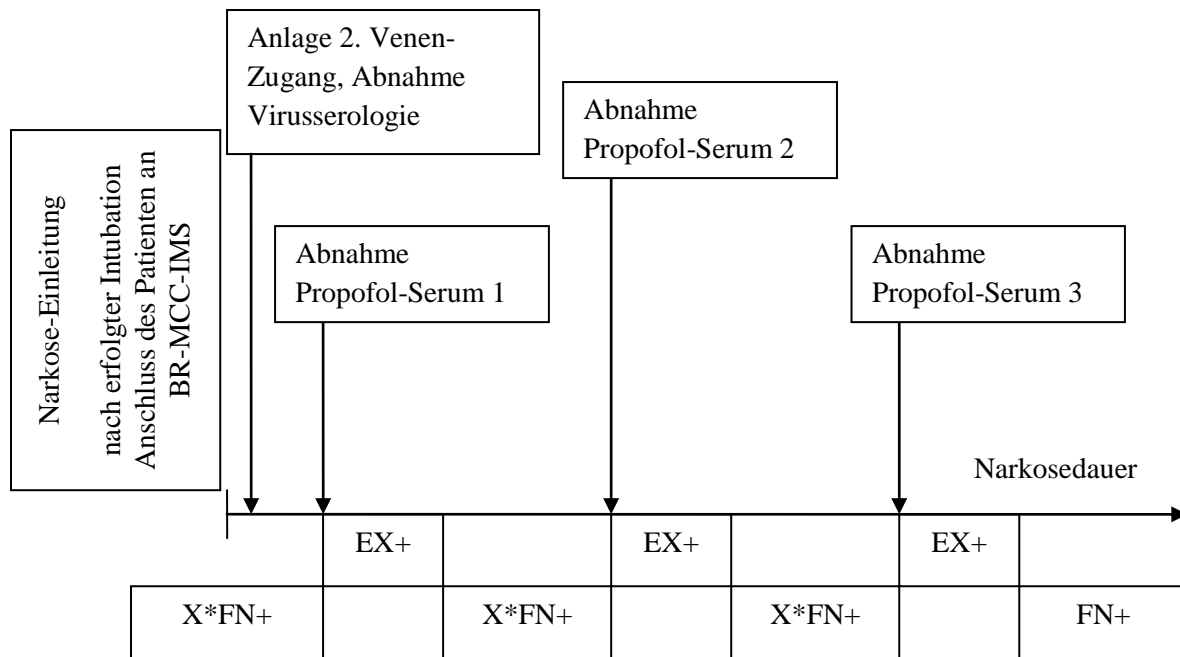 Anlage 2. Venen-
Zugang, Abnahme
Virusserologie
Abnahme
Propofol-Serum 2
Narkose-Einleitung
nach erfolgter Intubation
Anschluss des Patienten an
BR-MCC-IMS
Abnahme
Propofol-Serum 1
Abnahme
Propofol-Serum 3
Narkosedauer
EX+ EX+ EX+
X*FN+ X*FN+ X*FN+ FN+